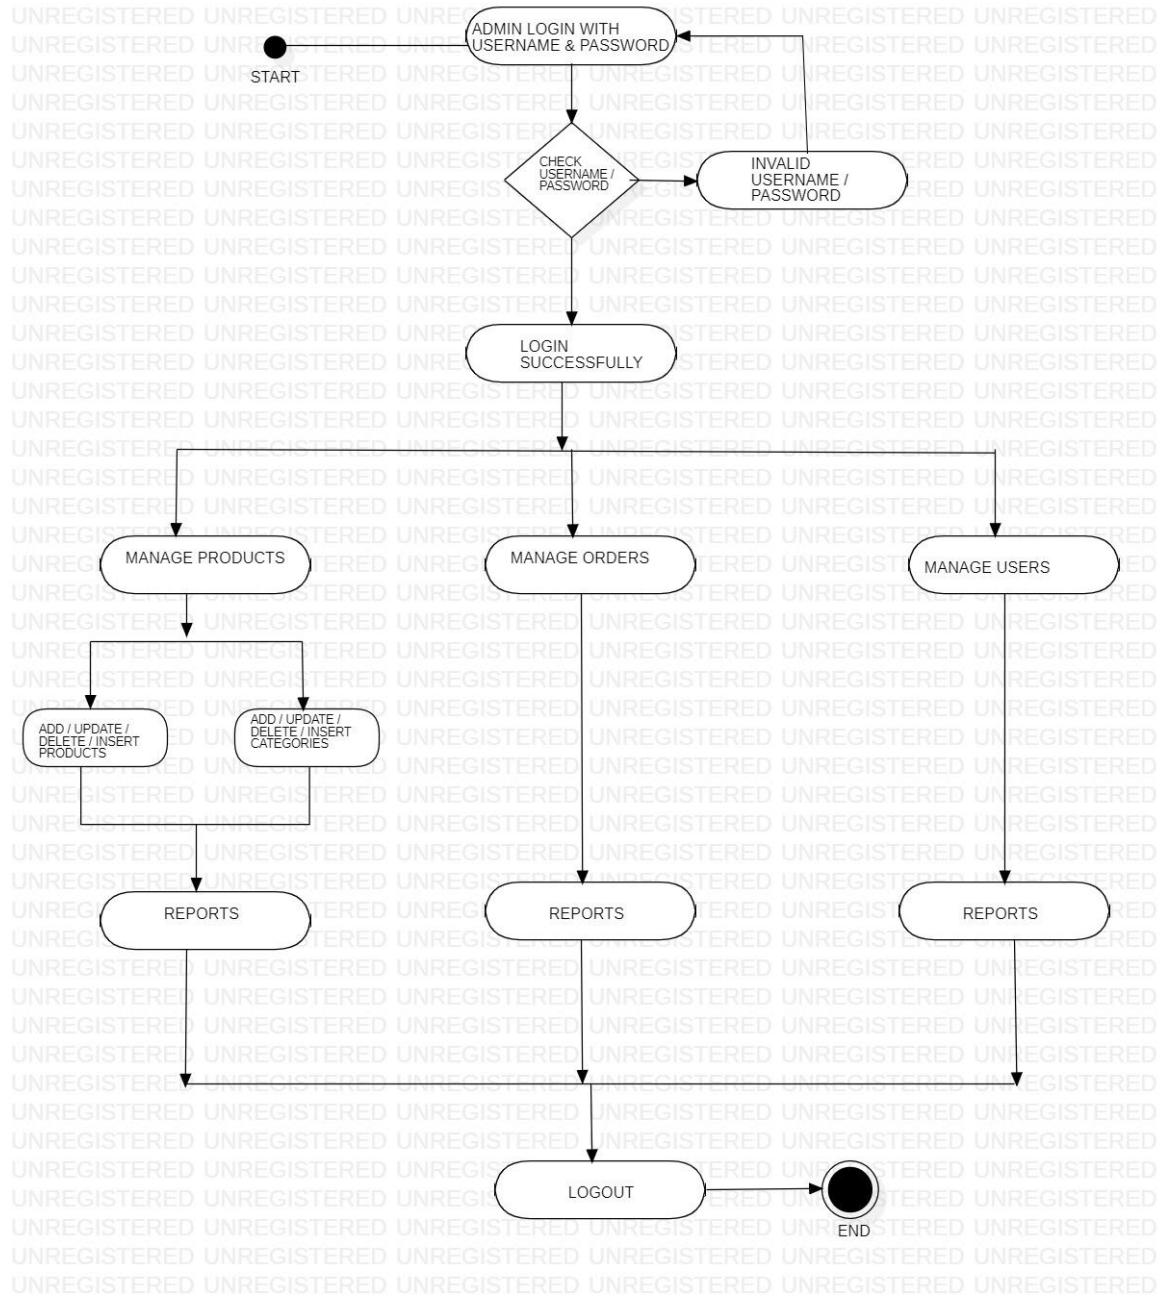 ADMIN LOGIN WITH
USERNAME & PASSWORD
START
CHECK
USERNAME /
PASSWORD
INVALID
USERNAME /
PASSWORD
LOGIN
SUCCESSFULLY
MANAGE PRODUCTS
MANAGE ORDERS
MANAGE USERS
ADD / UPDATE /
DELETE / INSERT
PRODUCTS
ADD / UPDATE /
DELETE / INSERT
CATEGORIES
REPORTS
REPORTS
REPORTS
LOGOUT
END
UNREGISTERED